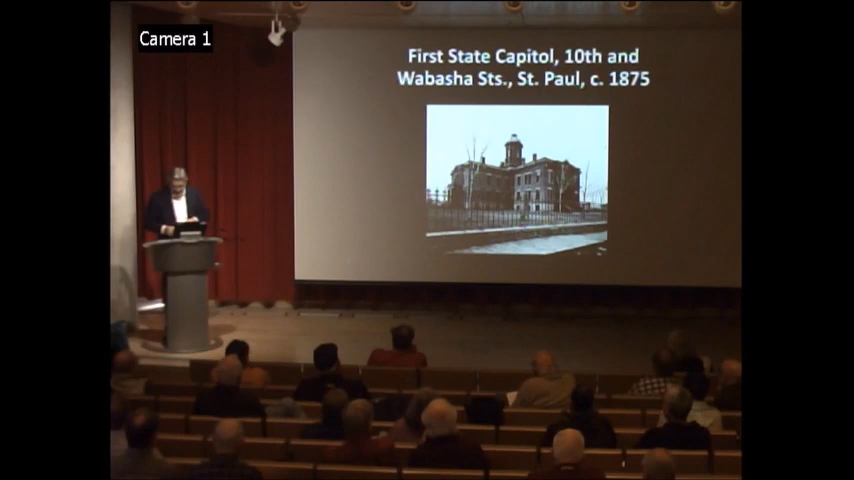 Camera 1
First State Capitol, 10th and
Wabasha Sts., St. Paul, c. 1875